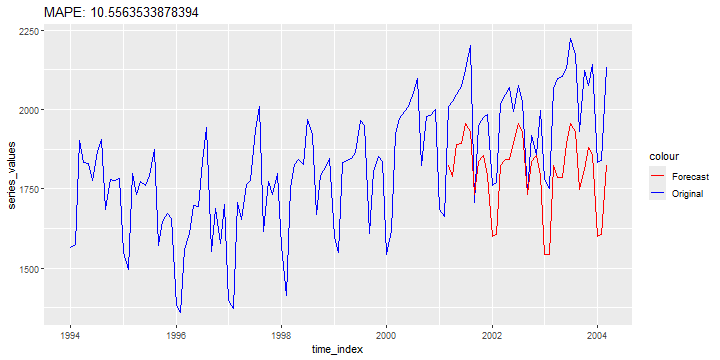 MAPE: 10.5563533878394
2250
2000
1750
1500
series_values
1994
1996
1998
2000
2002
2004
time_index
colour
Forecast
Original